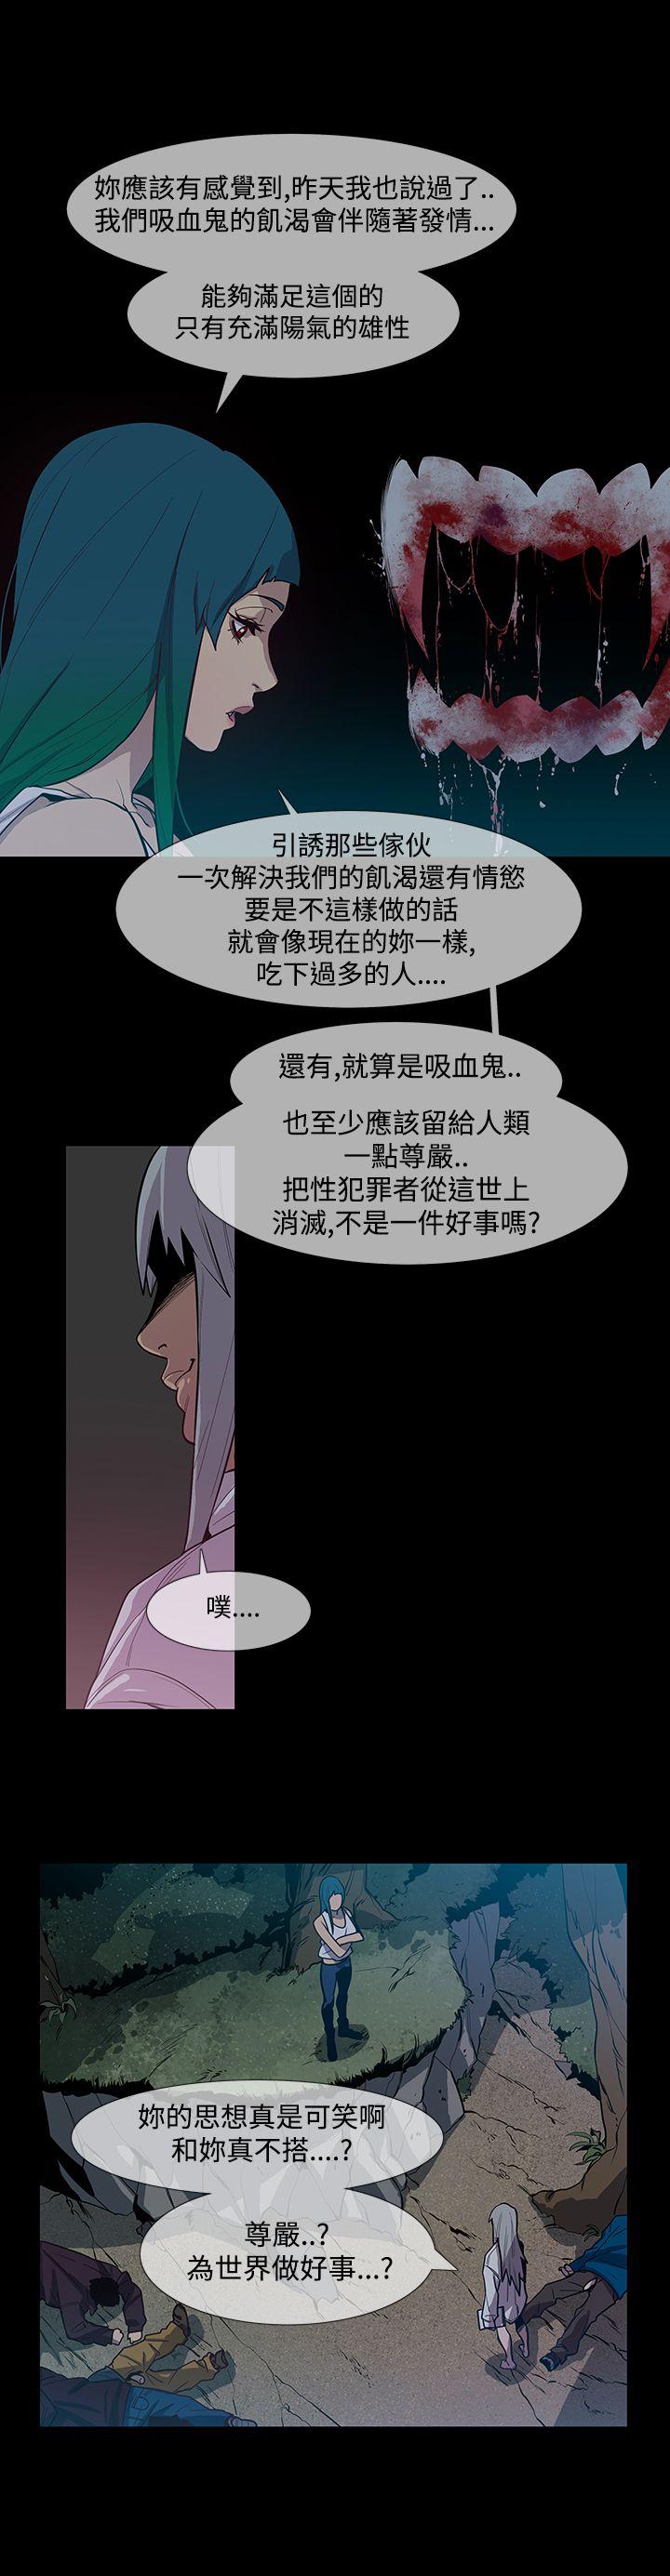 妳應該有感覺到,昨天我也說過了..
我們吸血鬼的飢渴會伴隨著發情...
能夠滿足這個的
只有充滿陽氣的雄性
引誘那些傢伙
一次解決我們的飢渴還有情慾
要是不這樣做的話
就會像現在的妳一樣,
吃下過多的人....
還有,就算是吸血鬼..
也至少應該留給人類
一點尊嚴..
把性犯罪者從這世上
消滅,不是一件好事嗎?
噗....
妳的思想真是可笑啊
和妳真不搭....?
尊嚴..?
為世界做好事...?